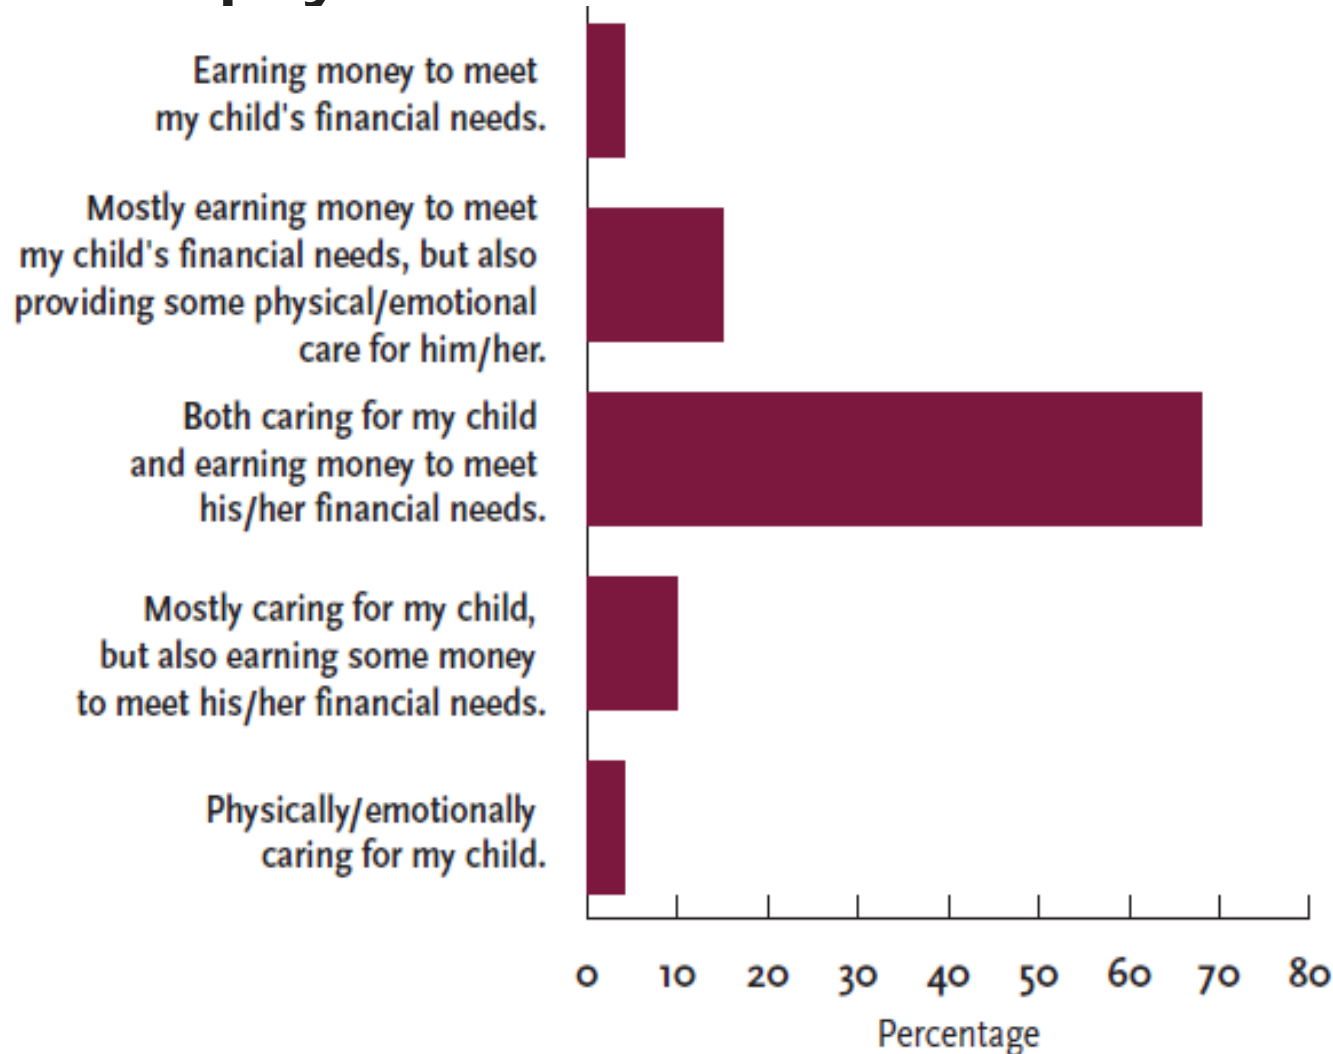 Earning money to meet
my child's financial needs.
Mostly earning money to meet
my child's financial needs, but also
providing some physical/emotional
care for him/her.
Both caring for my child
and earning money to meet
his/her financial needs.
Mostly caring for my child,
but also earning some money
to meet his/her financial needs.
Physically/emotionally
caring for my child.
0 10 20 30 40 50 60 70 80
Percentage